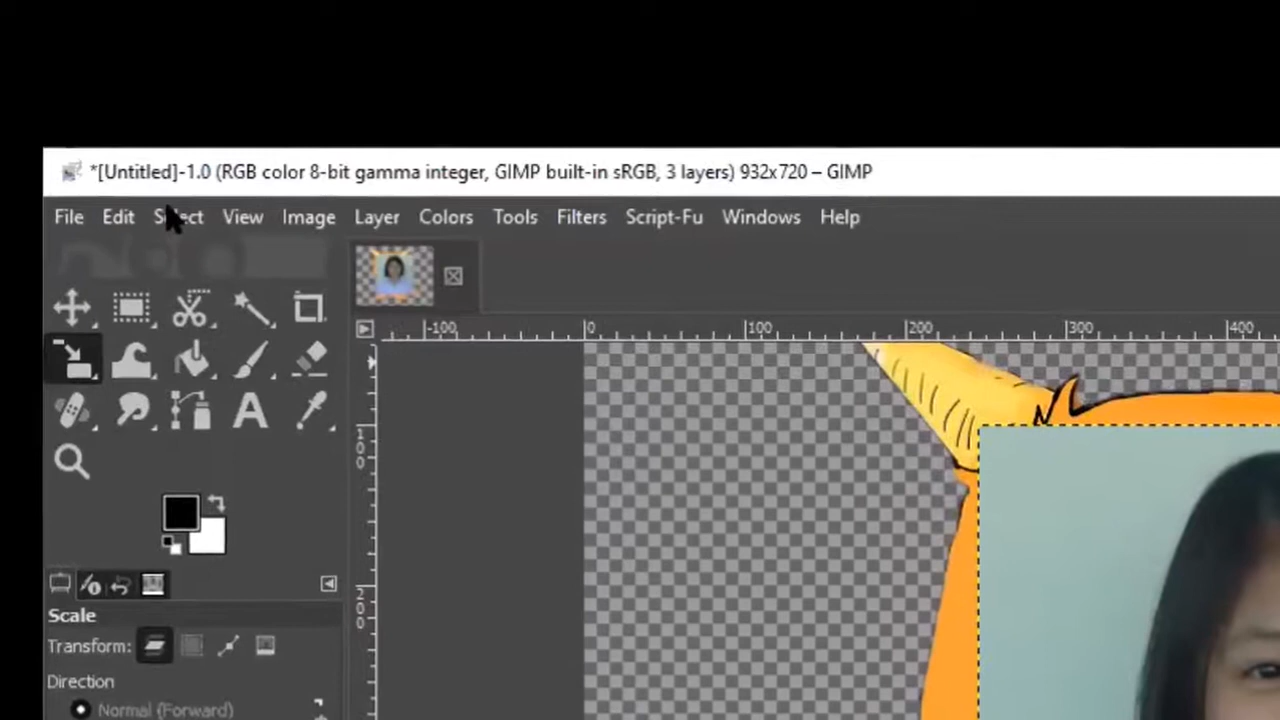 *[Untitled]-1.0 (RGB color 8-bit gamma integer, GIMP built-in sRGB, 3 layers) 932x720 – GIMP
File Edit Select View Image Layer Colors Tools Filters Script-Fu Windows Help
-100 0 100 200 300 400
100
200
Scale
Transform:
Direction
Normal (Forward)